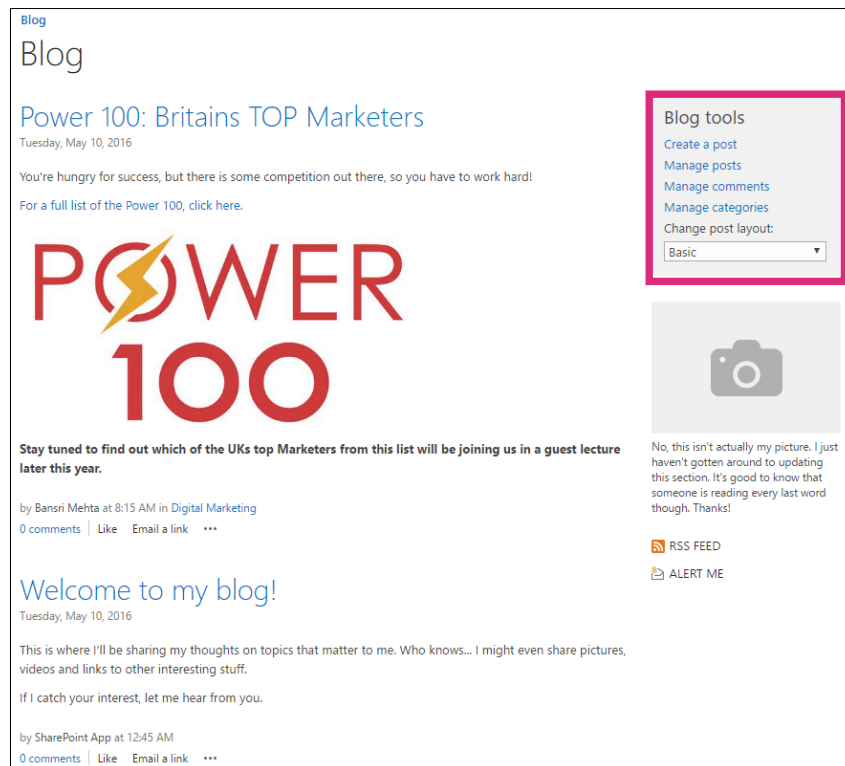 Blog
Blog
Power 100: Britains TOP Marketers
Tuesday, May 10, 2016
You're hungry for success, but there is some competition out there, so you have to work hard!
For a full list of the Power 100, click here.
POWER
100
Stay tuned to find out which of the UKs top Marketers from this list will be joining us in a guest lecture
later this year.
by Bansri Mehta at 8:15 AM in Digital Marketing
0 comments Like Email a link •••
Welcome to my blog!
Tuesday, May 10, 2016
This is where I'll be sharing my thoughts on topics that matter to me. Who knows... I might even share pictures,
videos and links to other interesting stuff.
If I catch your interest, let me hear from you.
by SharePoint App at 12:45 AM
0 comments Like Email a link •••
Blog tools
Create a post
Manage posts
Manage comments
Manage categories
Change post layout:
Basic
No, this isn't actually my picture. I just
haven't gotten around to updating
this section. It's good to know that
someone is reading every last word
though. Thanks!
RSS FEED
ALERT ME